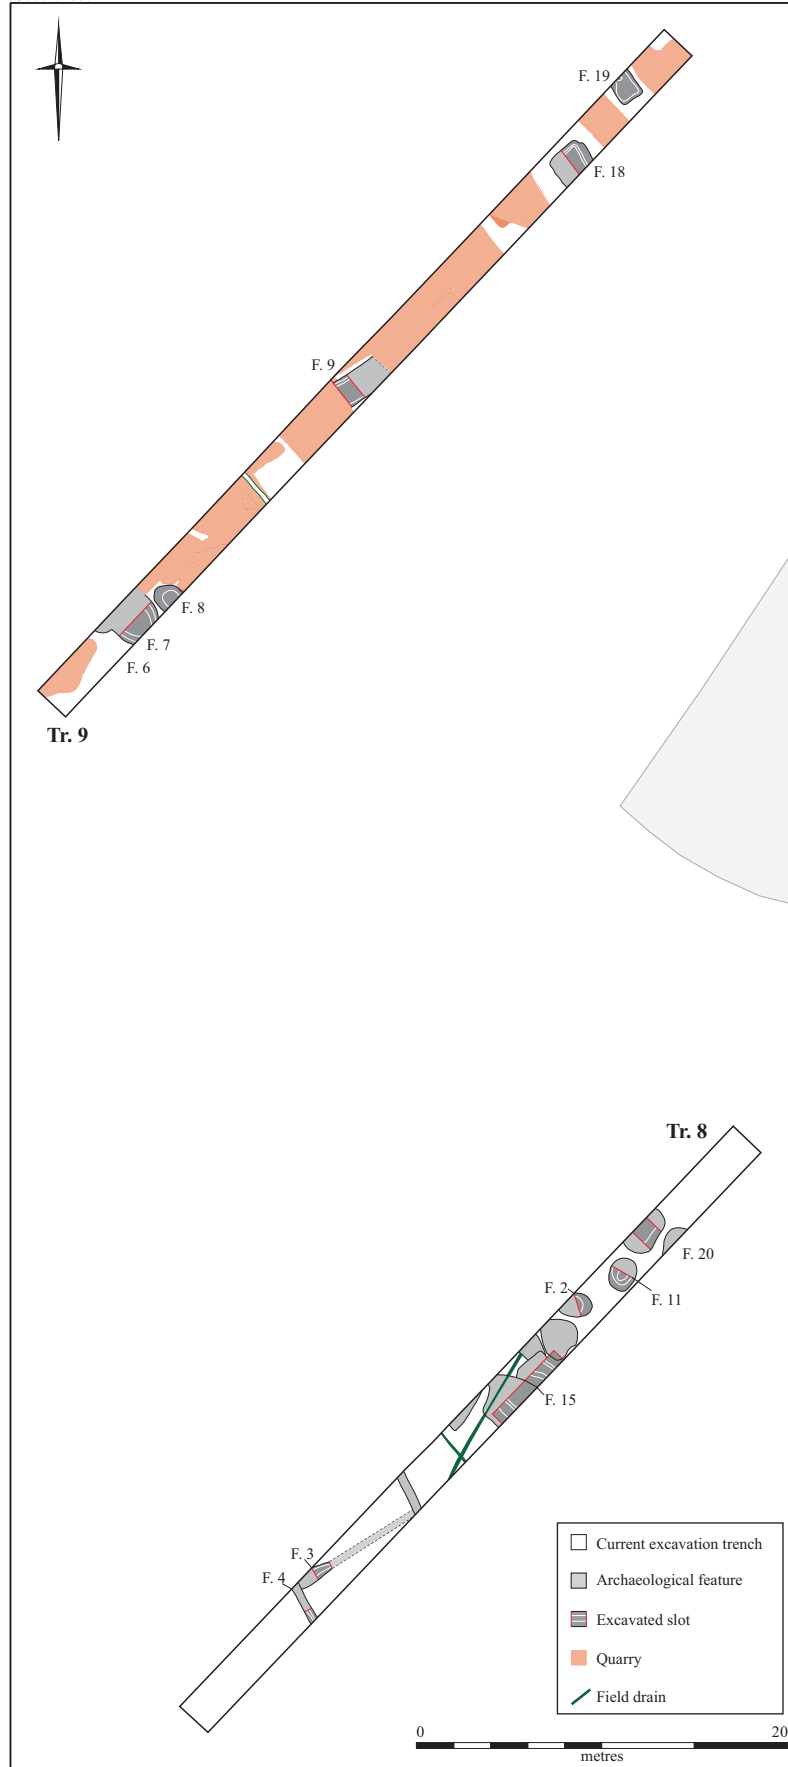 F. 19
F. 18
F. 9
F. 8
F. 7
F. 6
Tr. 9
Tr. 8
F. 20
F. 2
F. 11
F. 15
F. 3
F. 4
Current excavation trench
Archaeological feature
Excavated slot
Quarry
Field drain
0 20
metres